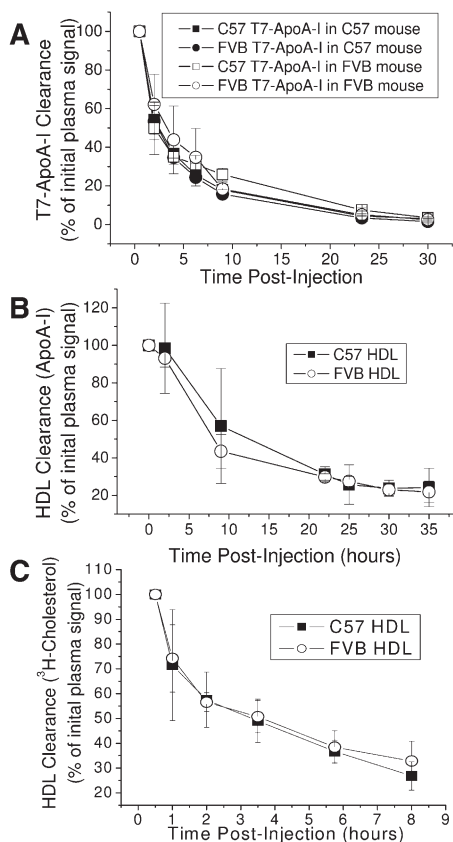 A
C57 T7-ApoA-I in C57 mouse
FVB T7-ApoA-I in C57 mouse
C57 T7-ApoA-I in FVB mouse
FVB T7-ApoA-I in FVB mouse
T7-ApoA-I Clearance
(% of initial plasma signal)
100
80
60
40
20
0
0 5 10 15 20 25 30
Time Post-Injection
B
C57 HDL
FVB HDL
HDL Clearance (ApoA-I)
(% of inital plasma signal)
120
100
80
60
40
20
0 5 10 15 20 25 30 35
Time Post-Injection (hours)
C
C57 HDL
FVB HDL
HDL Clearance (³H-Cholesterol)
(% of inital plasma signal)
110
100
90
80
70
60
50
40
30
20
0 1 2 3 4 5 6 7 8 9
Time Post-Injection (hours)